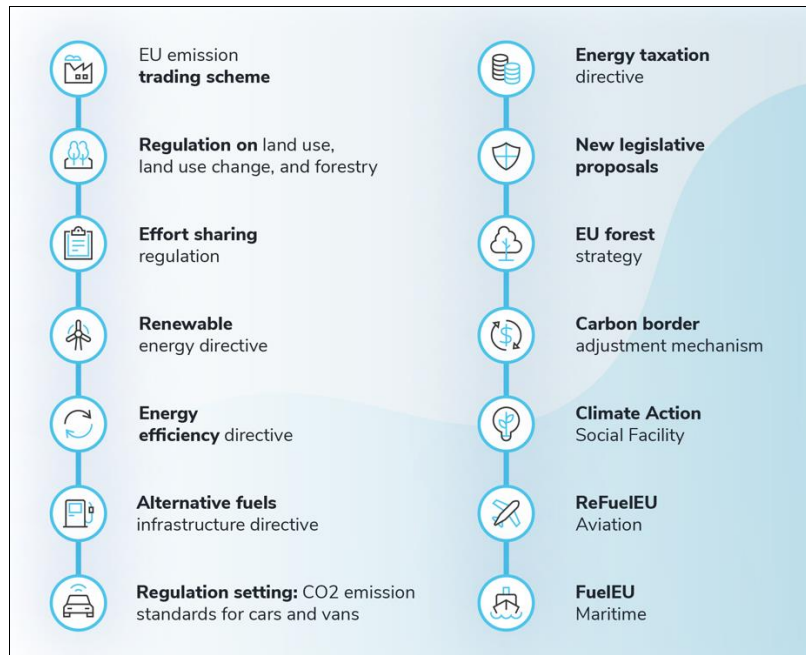 EU emission
trading scheme
Regulation on land use,
land use change, and forestry
Effort sharing
regulation
Renewable
energy directive
Energy
efficiency directive
Alternative fuels
infrastructure directive
Regulation setting: CO2 emission
standards for cars and vans
Energy taxation
directive
New legislative
proposals
EU forest
strategy
Carbon border
adjustment mechanism
Climate Action
Social Facility
ReFuelEU
Aviation
FuelEU
Maritime